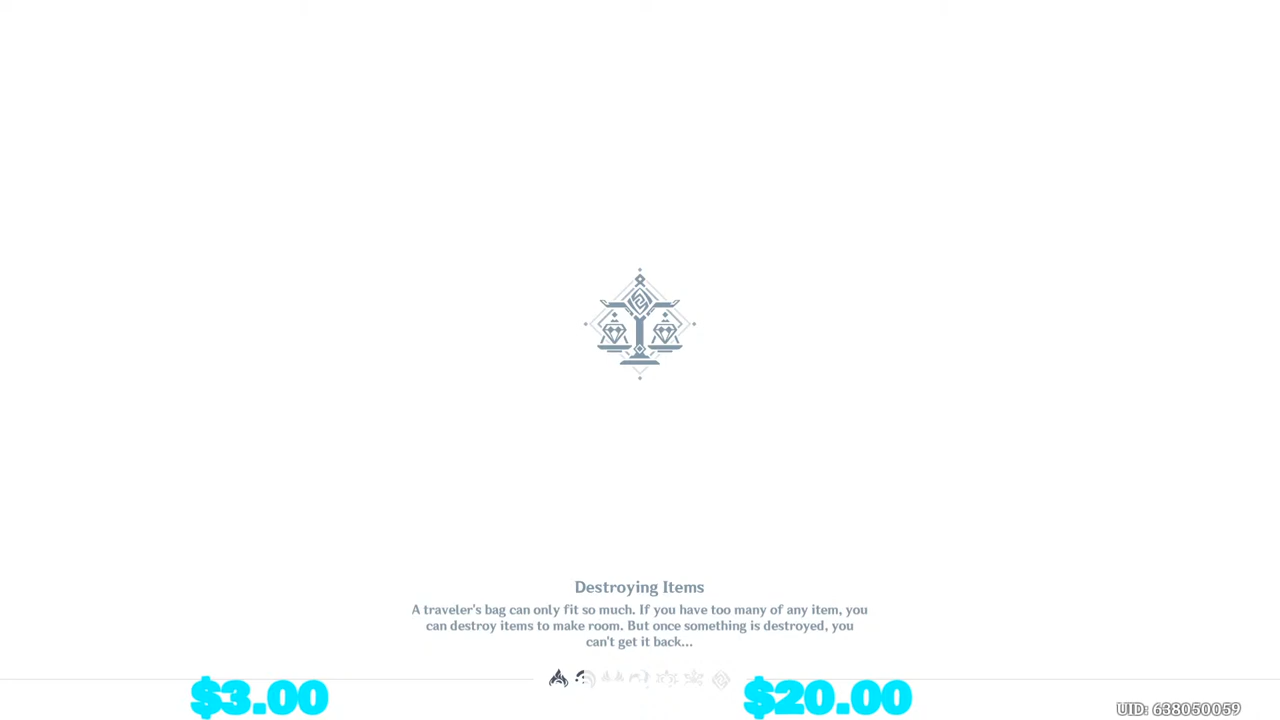 Destroying Items
A traveler's bag can only fit so much. If you have too many of any item, you
can destroy items to make room. But once something is destroyed, you
can't get it back...
$3.00
$20.00
UID: 638050059